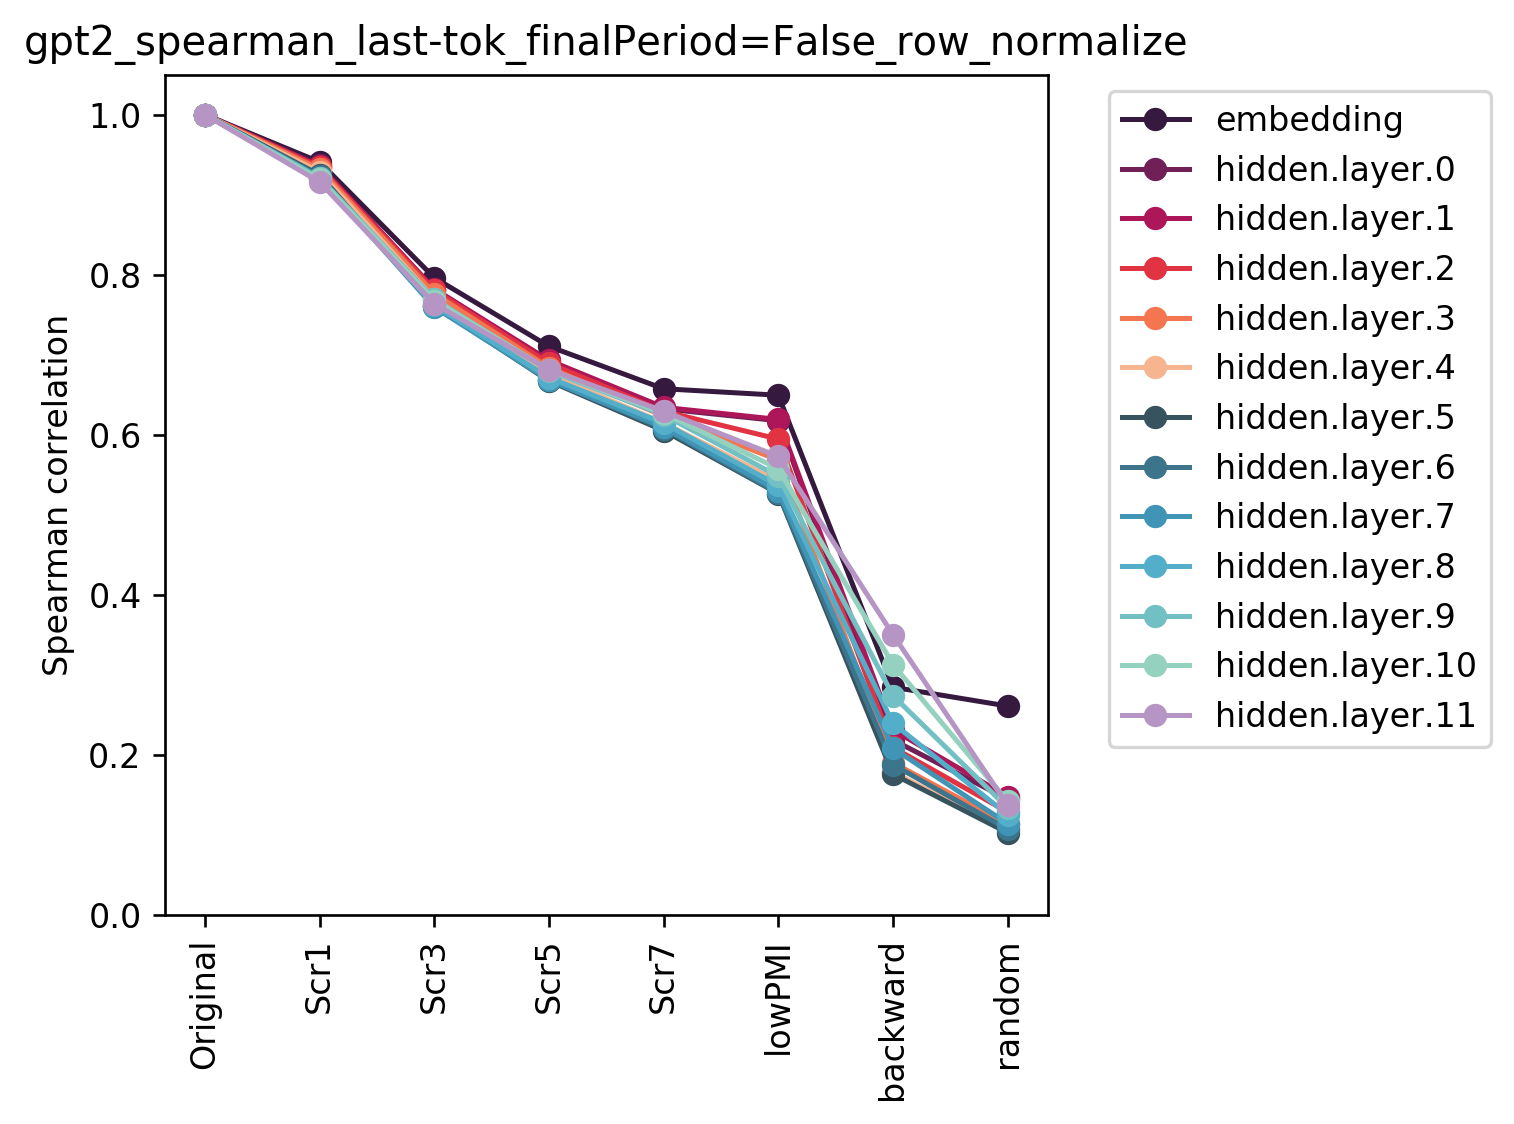 gpt2_spearman_last-tok_finalPeriod=False_row_normalize
Spearman correlation
1.0
0.8
0.6
0.4
0.2
0.0
Original
Scr1
Scr3
Scr5
Scr7
lowPMI
backward
random
embedding
hidden.layer.0
hidden.layer.1
hidden.layer.2
hidden.layer.3
hidden.layer.4
hidden.layer.5
hidden.layer.6
hidden.layer.7
hidden.layer.8
hidden.layer.9
hidden.layer.10
hidden.layer.11